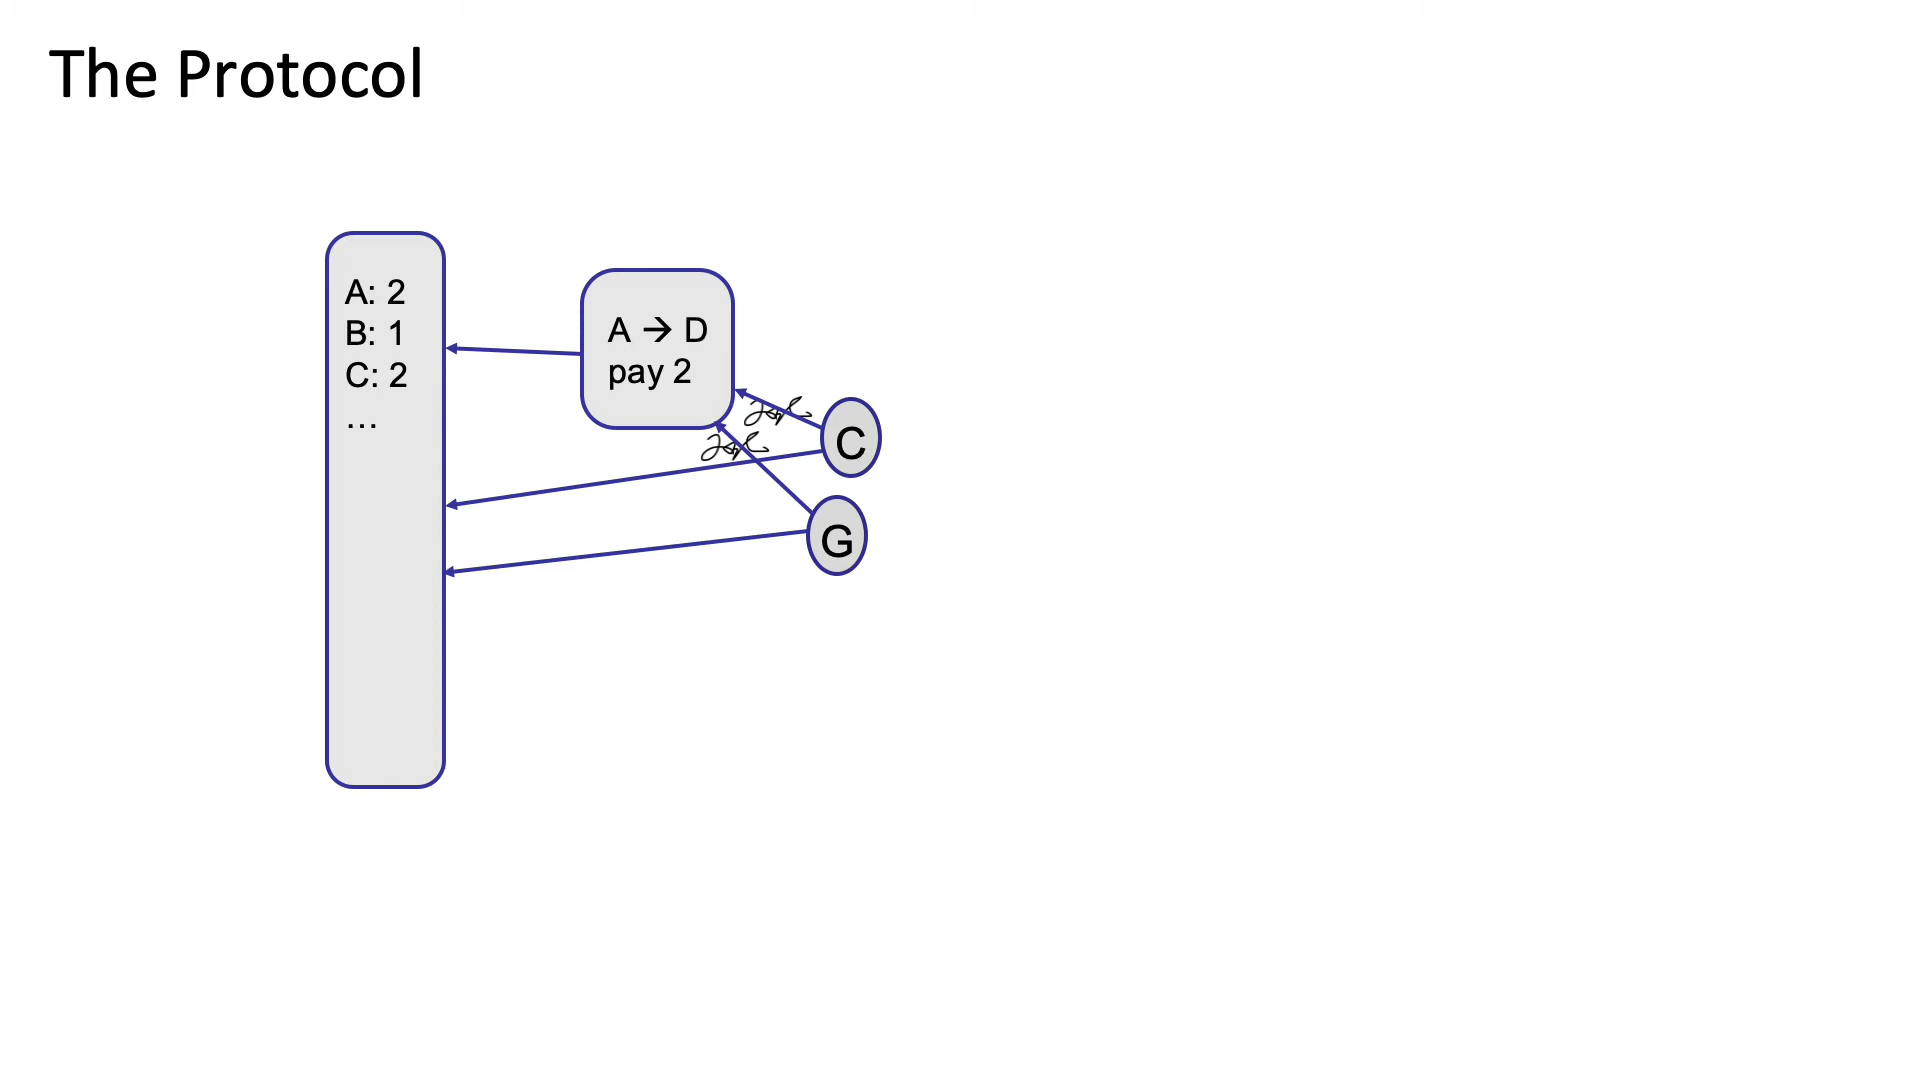 The Protocol
A: 2
B: 1
C: 2
…
A → D
pay 2
C
G